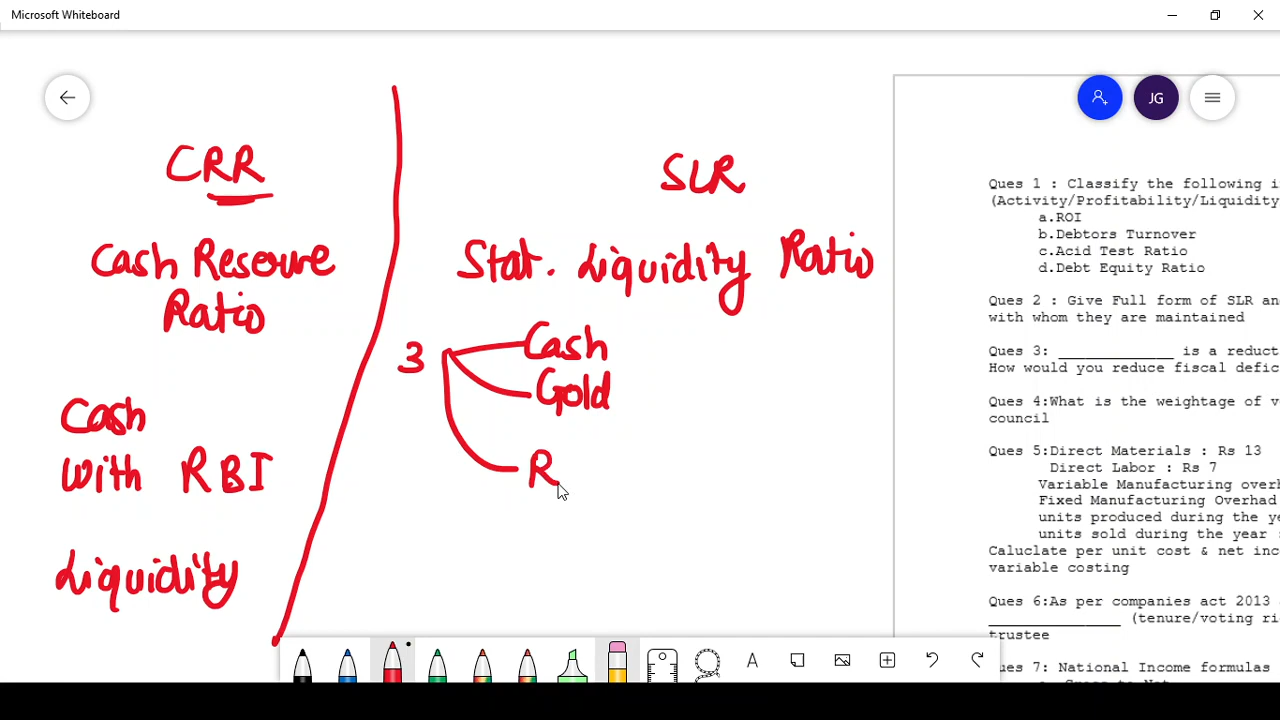 Microsoft Whiteboard
JG
CRR
Cash Reserve
Ratio
Cash
With RBI
Liquidity
SLR
Stat. Liquidity Ratio
3
Cash
Gold
R
Ques 1 : Classify the following i
(Activity/Profitability/Liquidity
a.ROI
b.Debtors Turnover
c.Acid Test Ratio
d.Debt Equity Ratio
Ques 2 : Give Full form of SLR an
with whom they are maintained
Ques 3: ______________ is a reduct
How would you reduce fiscal defic
Ques 4:What is the weightage of v
council
Ques 5:Direct Materials : Rs 13
Direct Labor : Rs 7
Variable Manufacturing overh
Fixed Manufacturing Overhad
units produced during the ye
units sold during the year
Caluclate per unit cost & net inc
variable costing
Ques 6:As per companies act 2013
________________ (tenure/voting ri
trustee
ues 7: National Income formulas
A